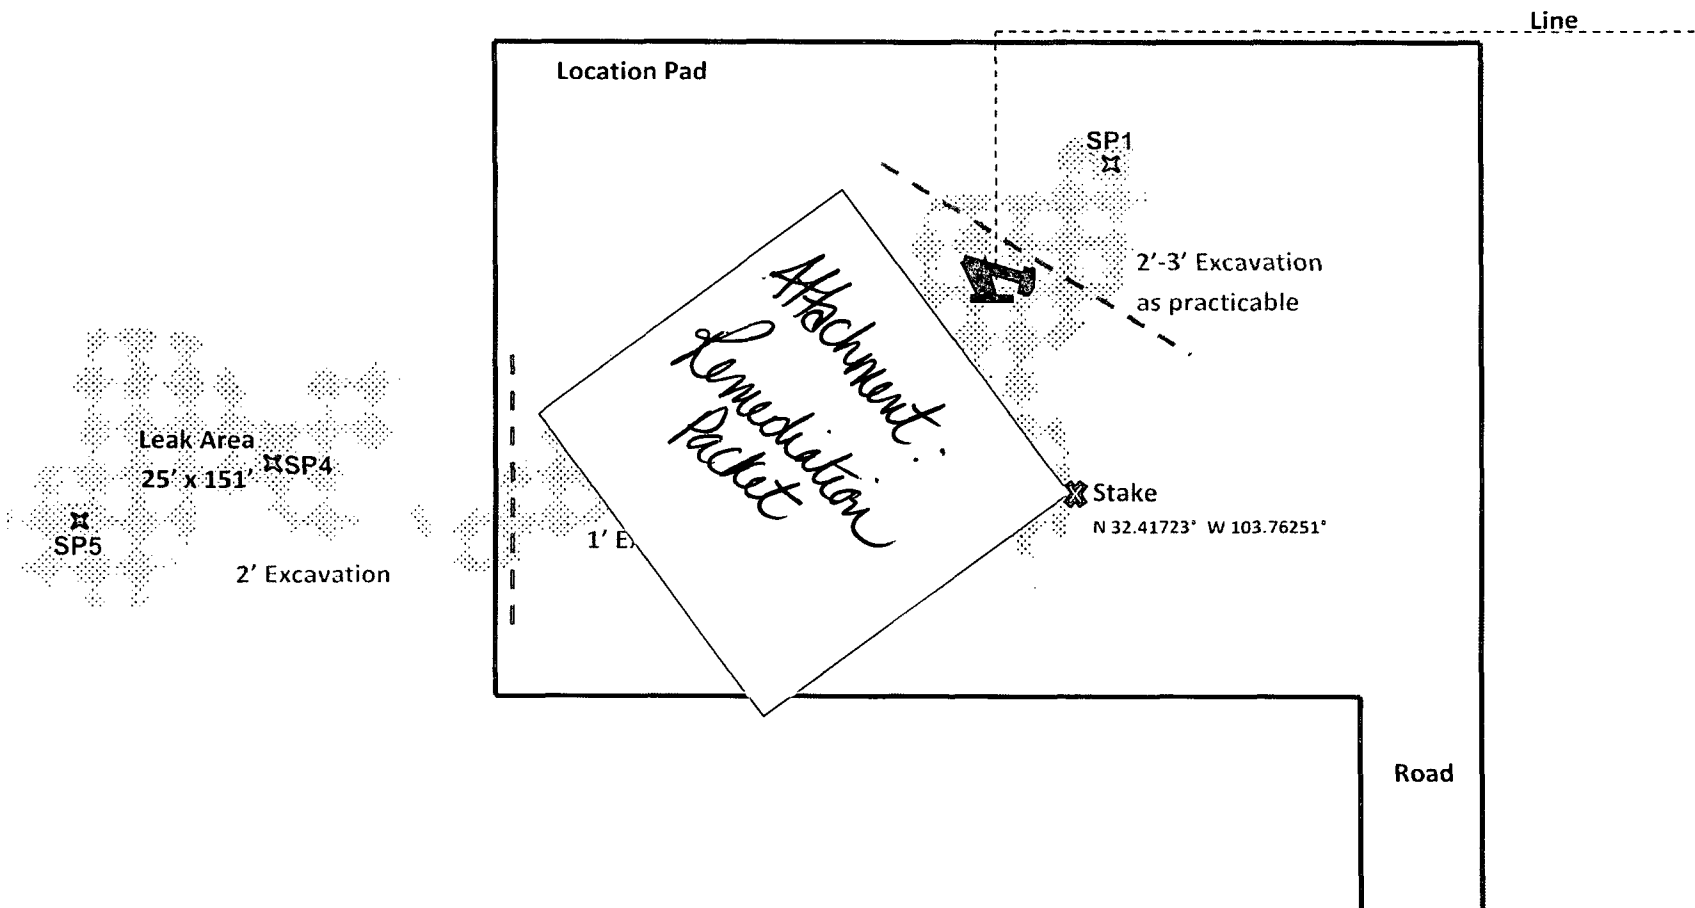 Line
Location Pad
SP1
2'-3' Excavation
as practicable
Attachment:
Remediation
Packet
Leak Area
25' x 151'
SP4
Stake
N 32.41723° W 103.76251°
SP5
1' E
2' Excavation
Road